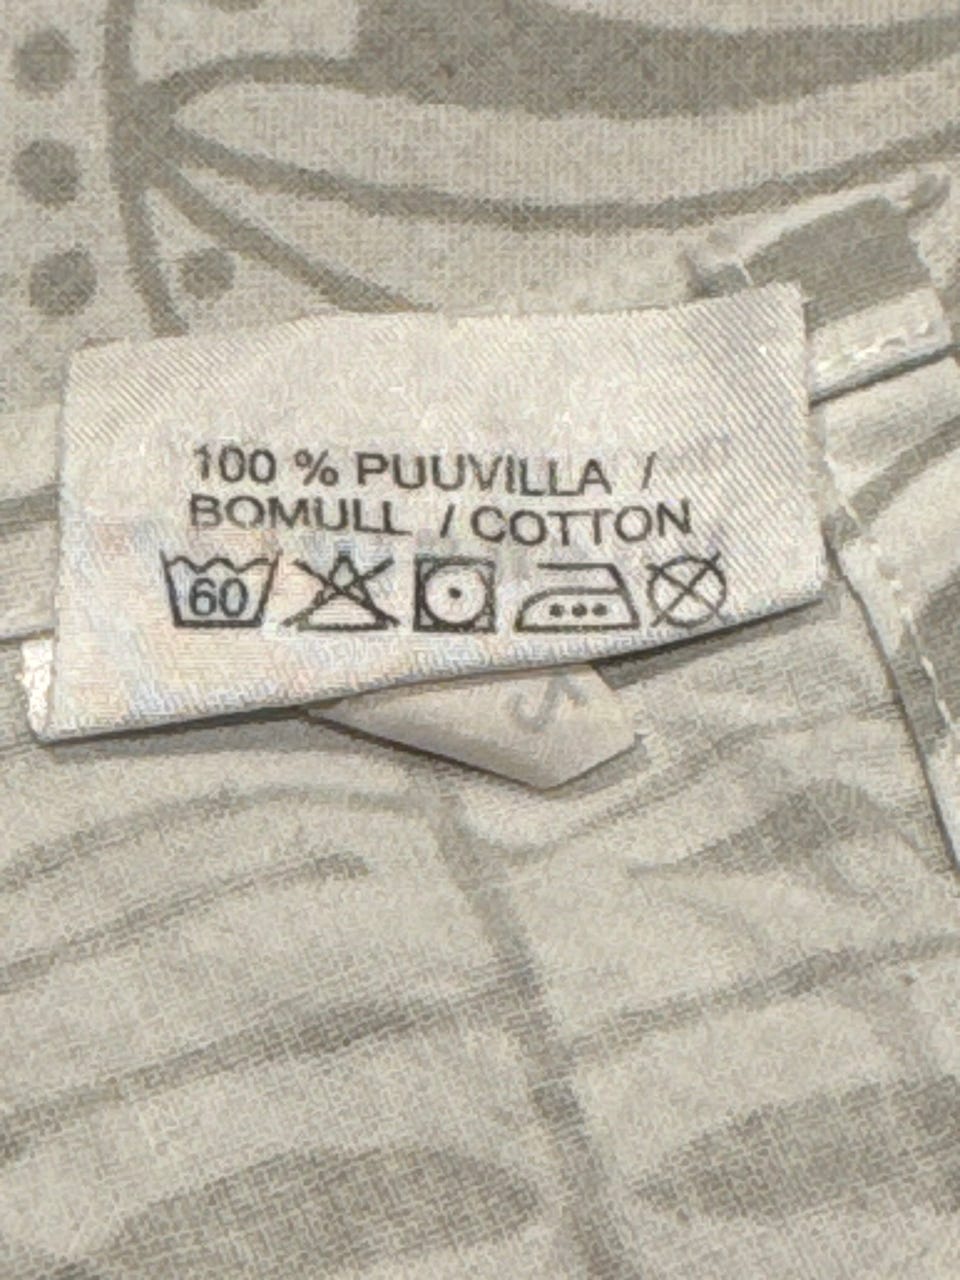 100 % PUUVILLA /
BOMULL / COTTON
60